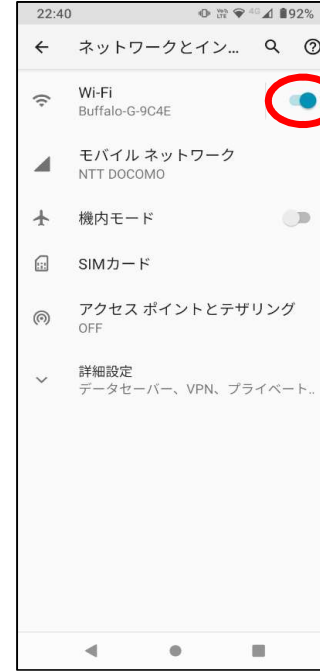 22:40 4G 92%
ネットワークとイン...
Wi-Fi
Buffalo-G-9C4E
モバイル ネットワーク
NTT DOCOMO
機内モード
SIMカード
アクセス ポイントとテザリング
OFF
詳細設定
データセーバー、VPN、プライベート..